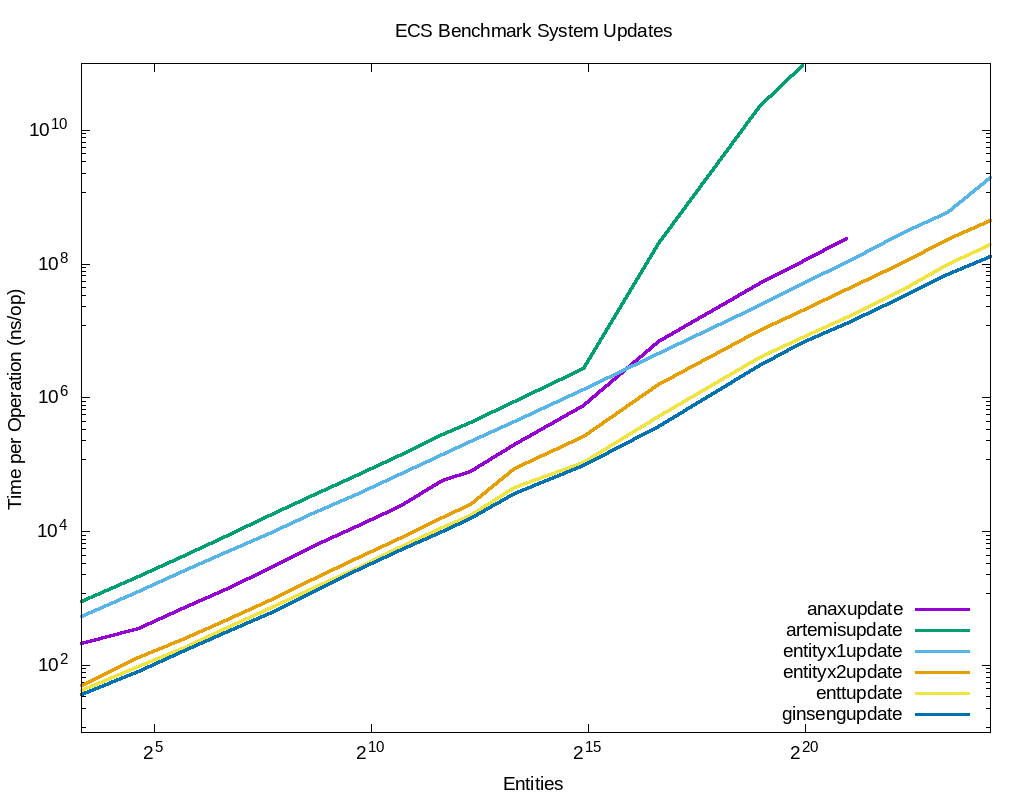 ECS Benchmark System Updates
Time per Operation (ns/op)
10^10
10^8
10^6
10^4
10^2
anaxupdate
artemisupdate
entityx1update
entityx2update
enttupdate
ginsengupdate
2^5 2^10 2^15 2^20
Entities